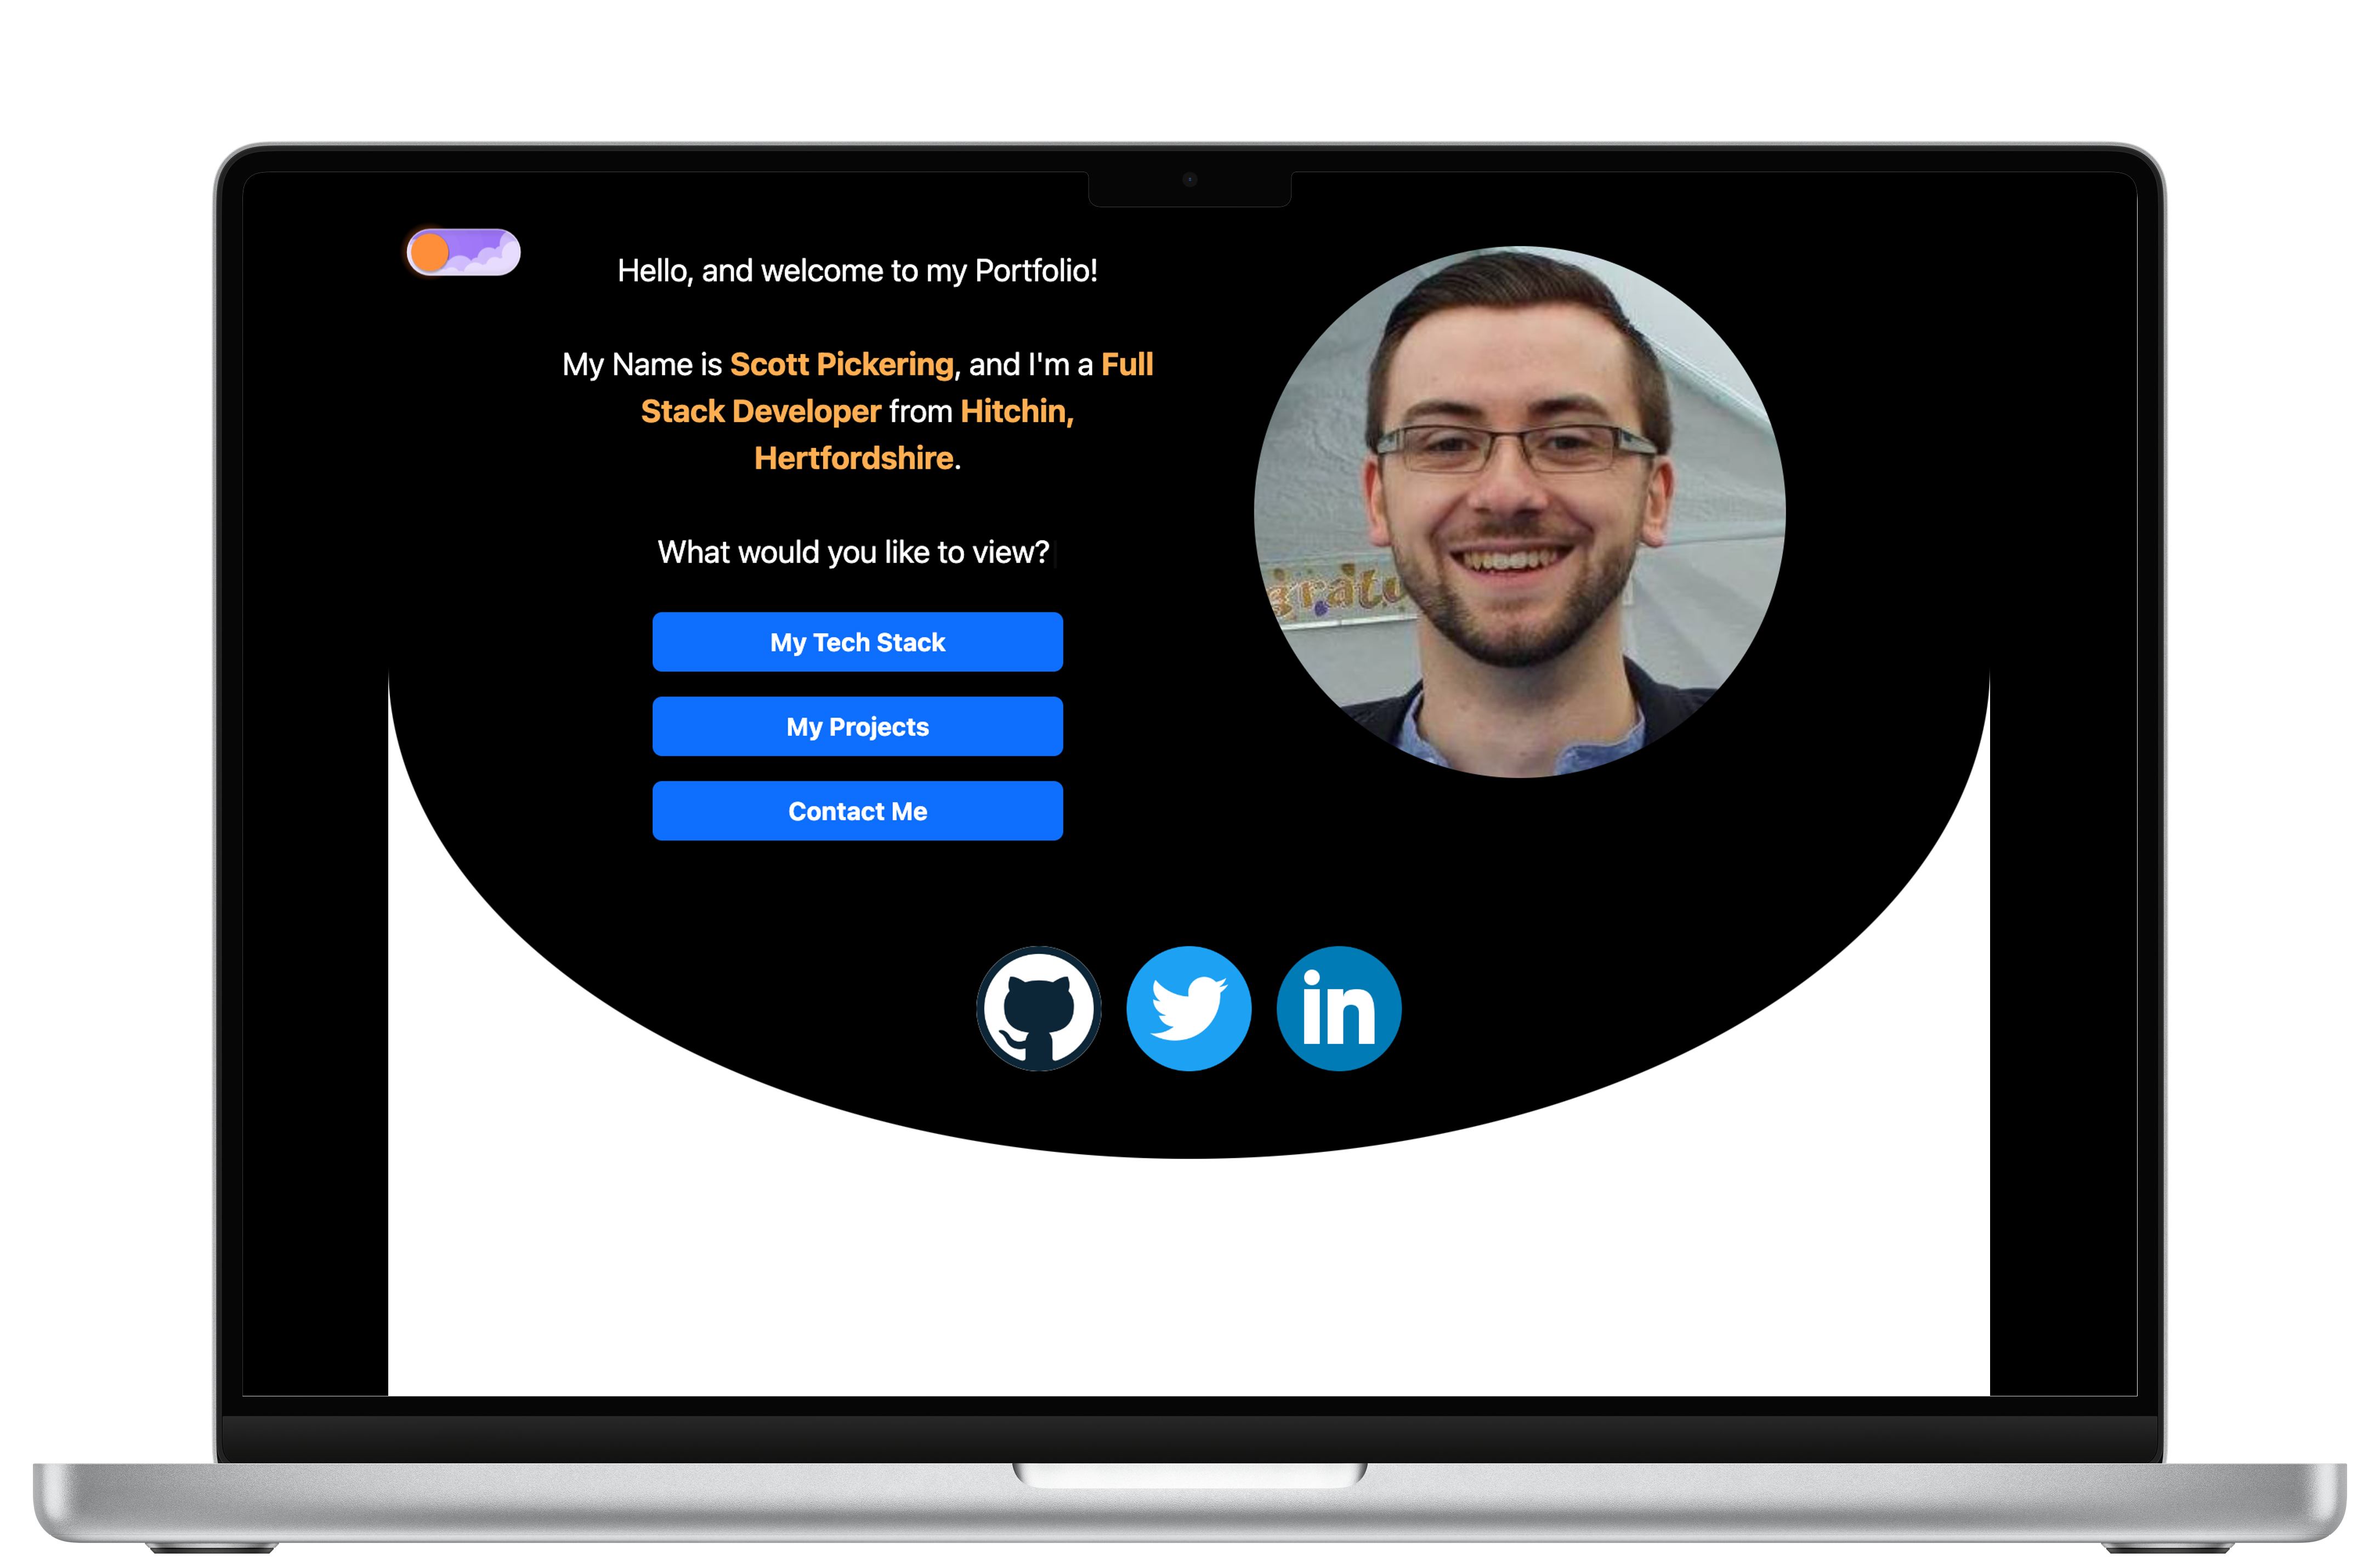 Hello, and welcome to my Portfolio!
My Name is Scott Pickering, and I'm a Full
Stack Developer from Hitchin,
Hertfordshire.
What would you like to view?
gratu
My Tech Stack
My Projects
Contact Me
in